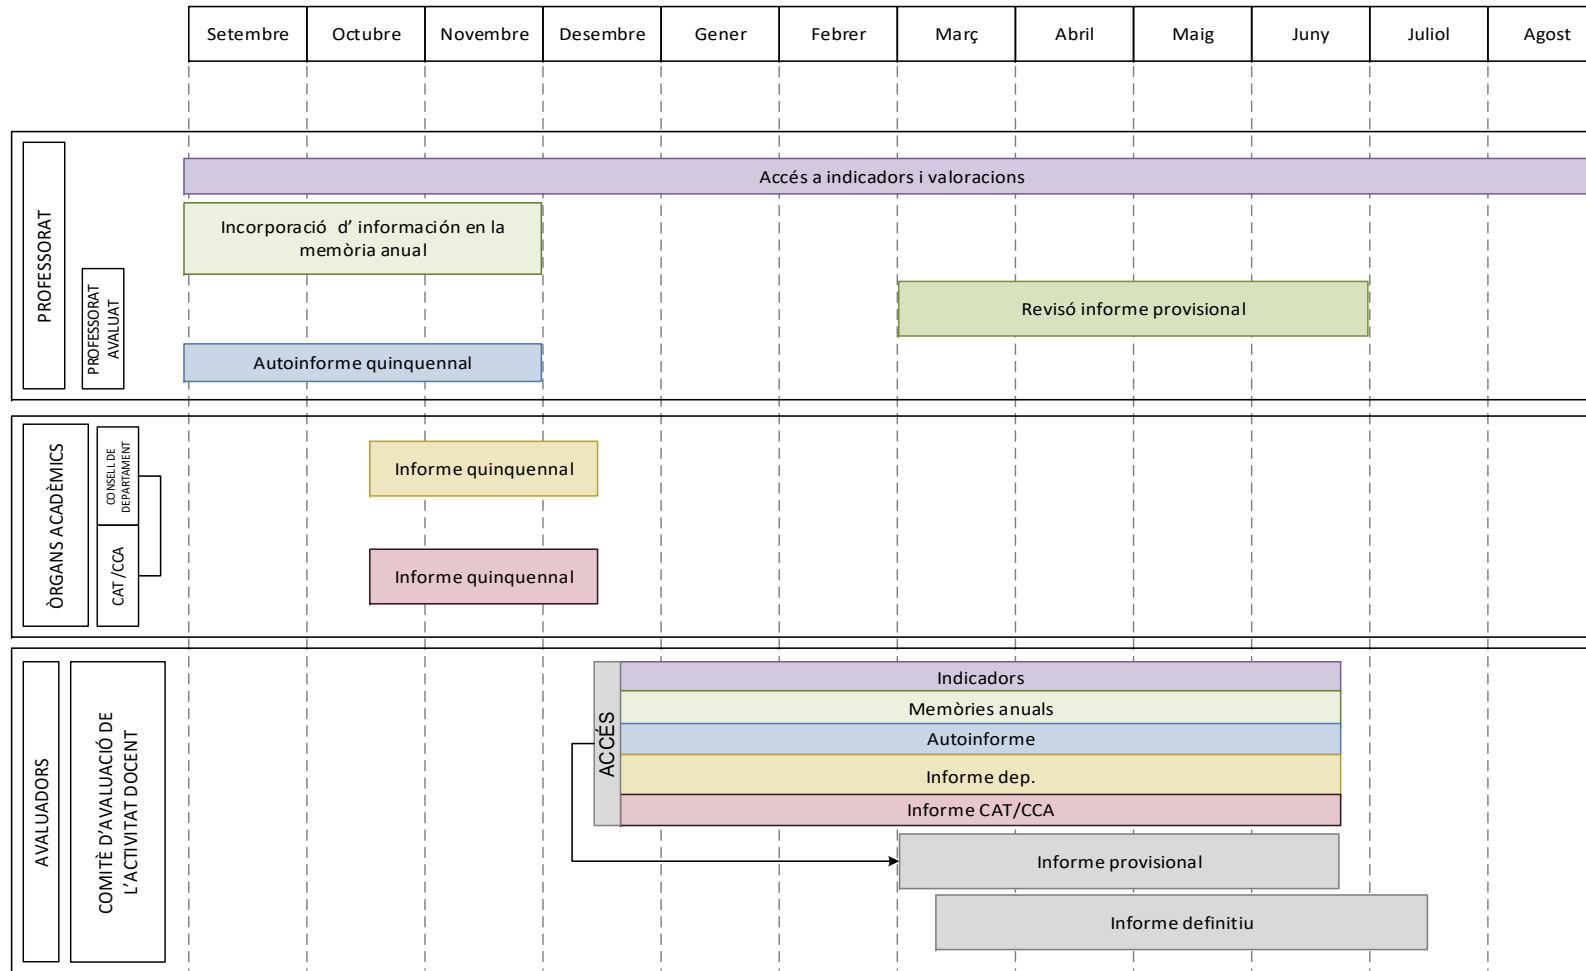 Setembre
Octubre
Novembre
Desembre
Gener
Febrer
Març
Abril
Maig
Juny
Juliol
Agost
PROFESSORAT
Accés a indicadors i valoracions
Incorporació d' información en la
memòria anual
PROFESSORAT
AVALUAT
Revisó informe provisional
Autoinforme quinquennal
ÒRGANS ACADÈMICS
CONSELL DE
DEPARTAMENT
Informe quinquennal
CAT /CCA
Informe quinquennal
AVALUADORS
COMITÈ D'AVALUACIÓ DE
L'ACTIVITAT DOCENT
ACCÉS
Indicadors
Memòries anuals
Autoinforme
Informe dep.
Informe CAT/CCA
Informe provisional
Informe definitiu